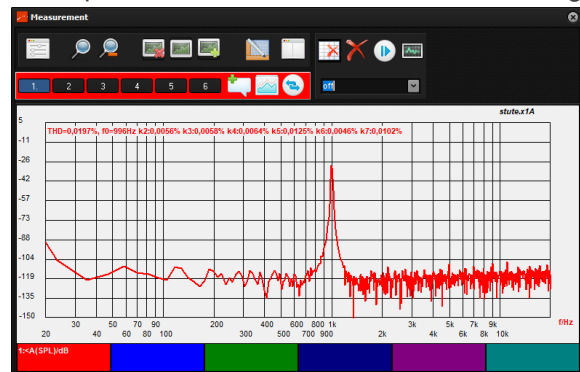 Measurement
1 2 3 4 5 6 off
stute.x1A
5
THD=0,0197%, f0=996Hz k2:0,0056% k3:0,0058% k4:0,0064% k5:0,0125% k6:0,0046% k7:0,0102%
-11
-26
-42
-57
-73
-88
-104
-119
-135
-150
30 50 70 90 200 400 600 800 1k 3k 5k 7k 9k f/Hz
20 40 60 80 100 300 500 700 900 2k 4k 6k 8k 10k
1:<A(SPL)/dB